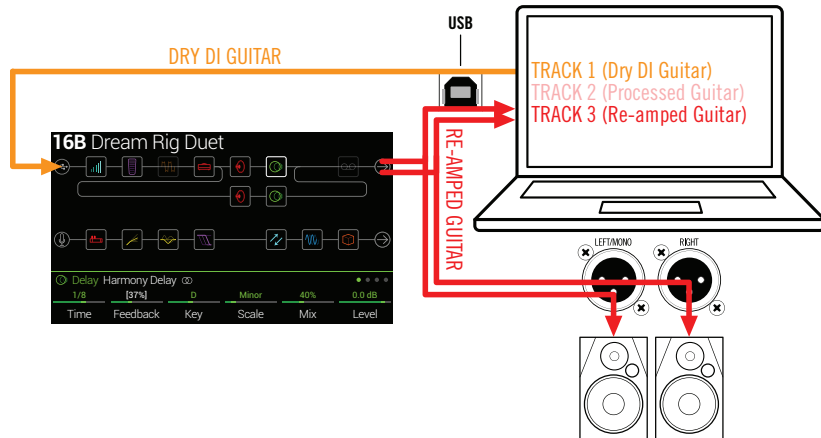 USB
DRY DI GUITAR
TRACK 1 (Dry DI Guitar)
TRACK 2 (Processed Guitar)
TRACK 3 (Re-amped Guitar)
RE-AMPED GUITAR
16B Dream Rig Duet
LEFT/MONO
RIGHT
Delay Harmony Delay
1/8 [37%] D Minor 40% 0.0 dB
Time Feedback Key Scale Mix Level